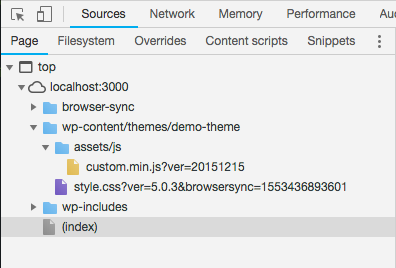 Sources Network Memory Performance
Page Filesystem Overrides Content scripts Snippets
top
localhost:3000
browser-sync
wp-content/themes/demo-theme
assets/js
custom.min.js?ver=20151215
style.css?ver=5.0.3&browsersync=1553436893601
wp-includes
(index)